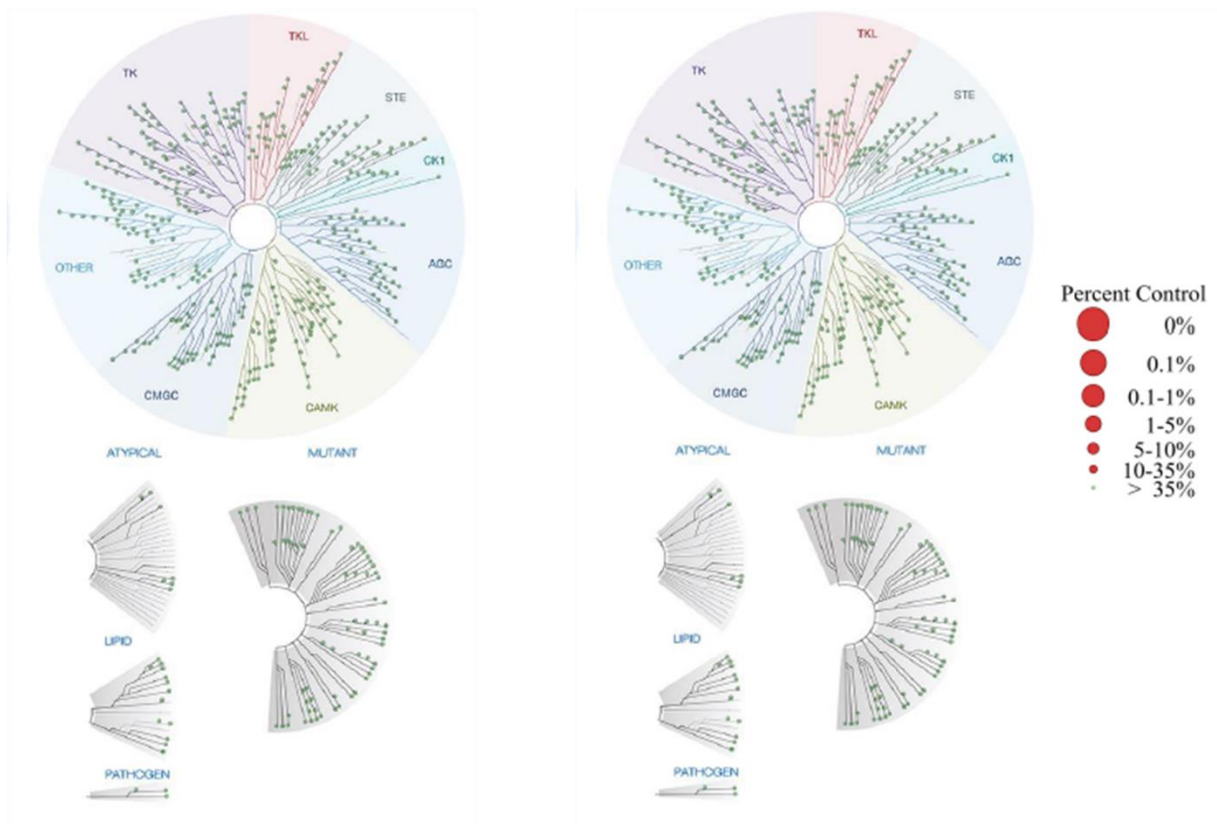 TKL
TK
STE
CK1
AGC
OTHER
CMGC
CAMK
ATYPICAL
MUTANT
LIPID
PATHOGEN
TKL
TK
STE
CK1
AGC
OTHER
CMGC
CAMK
ATYPICAL
MUTANT
LIPID
PATHOGEN
Percent Control
0%
0.1%
0.1-1%
1-5%
5-10%
10-35%
> 35%